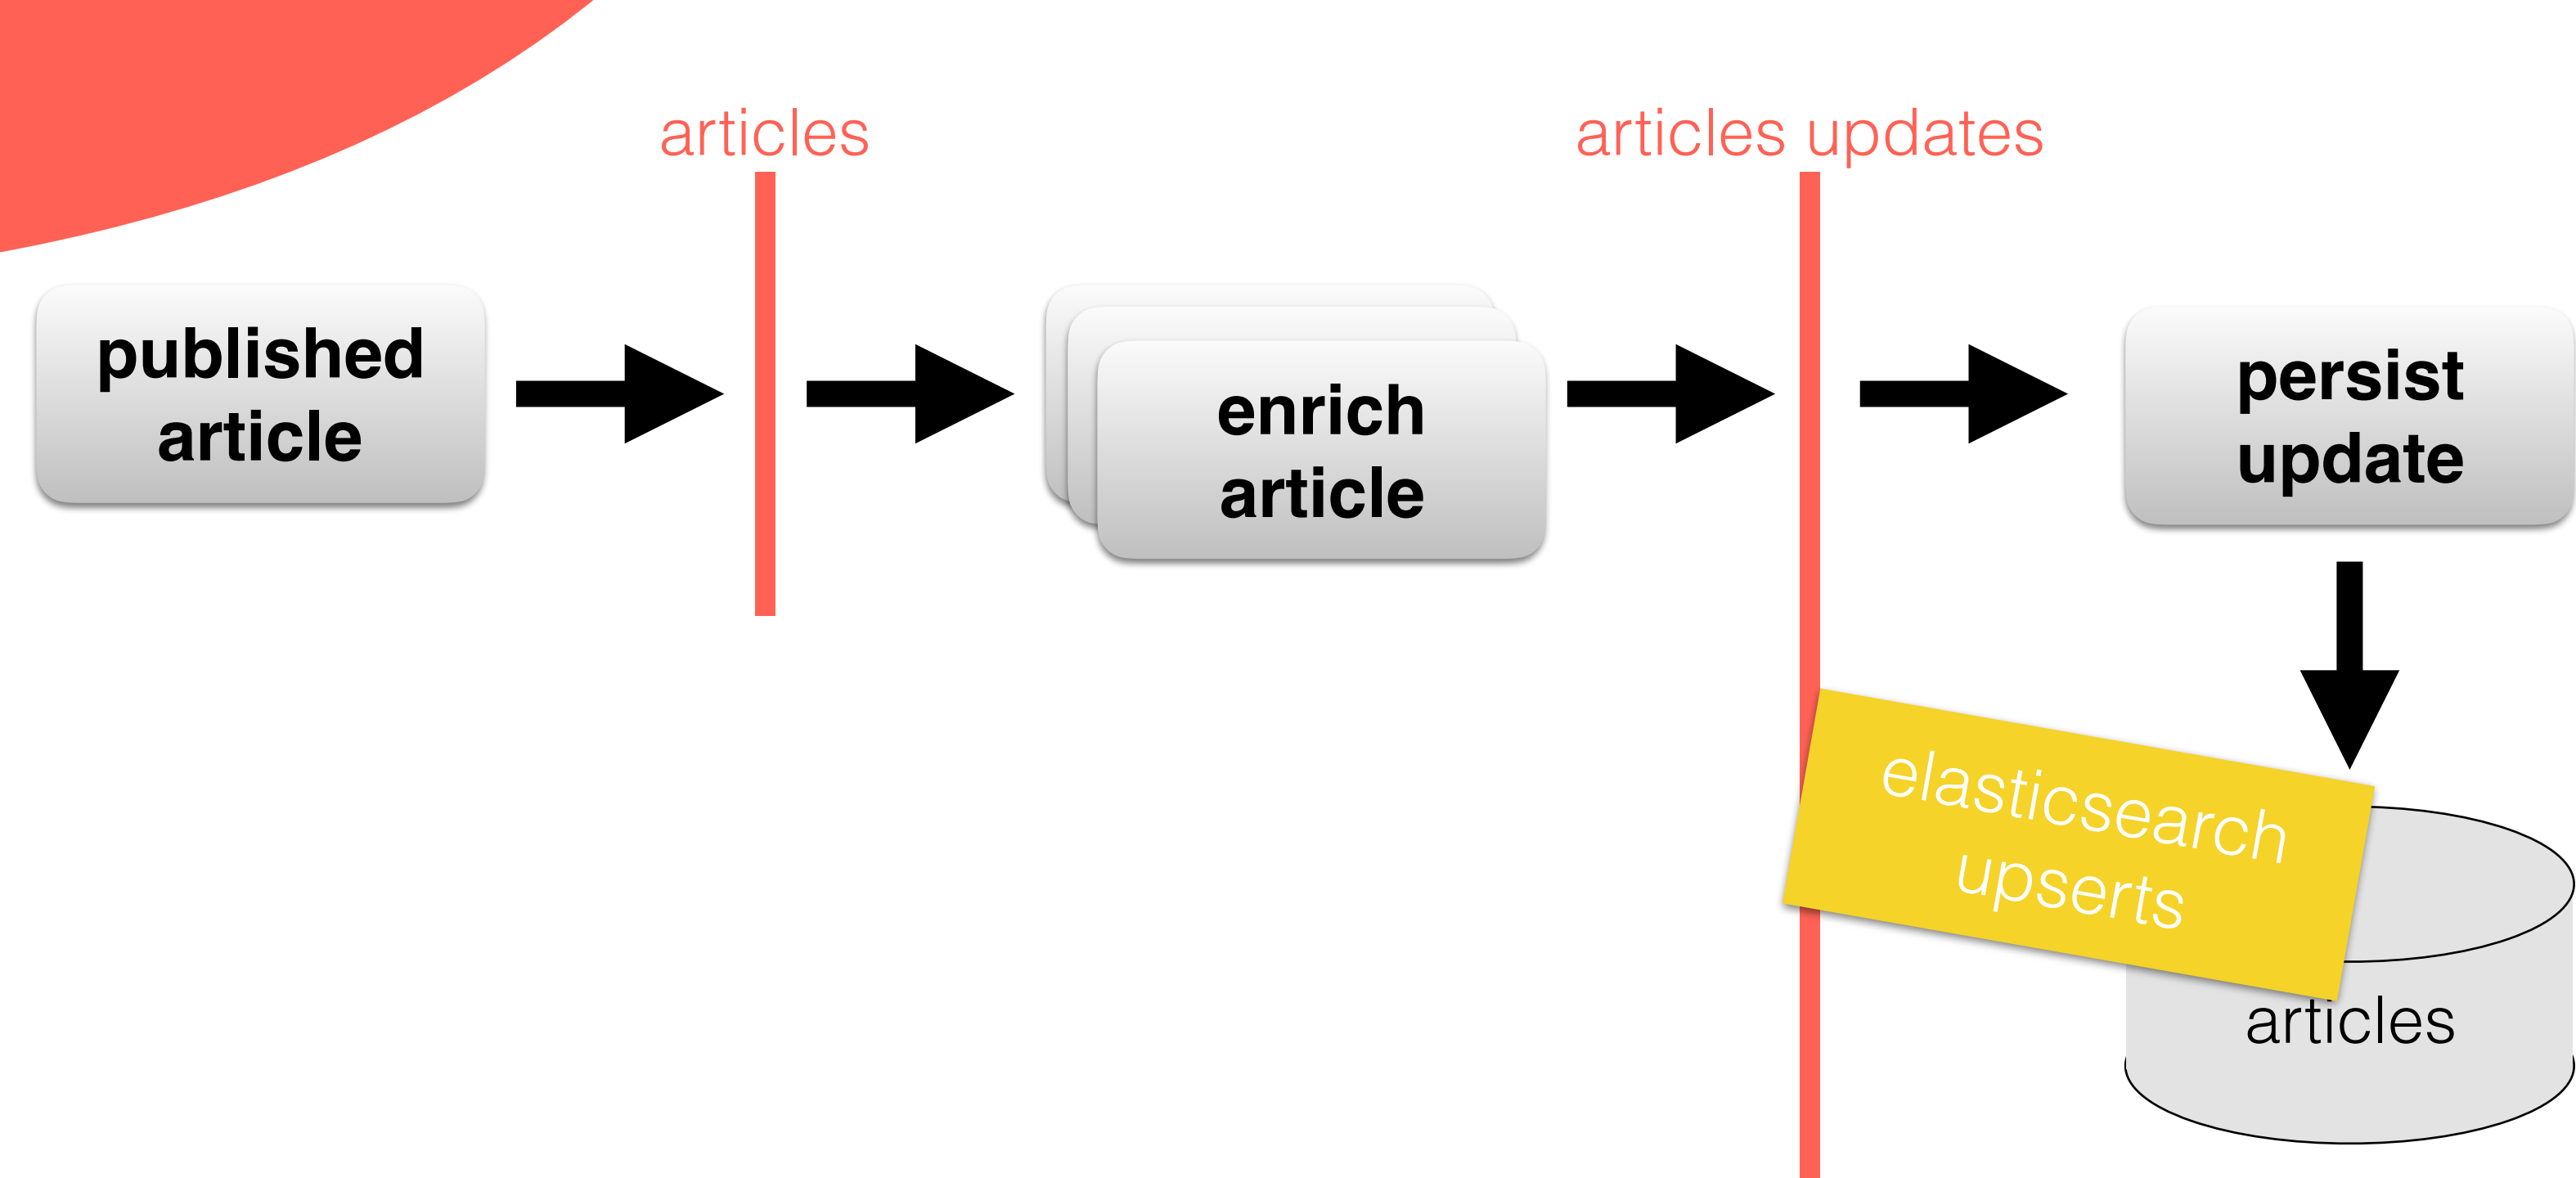 articles
articles updates
published
article
enrich
article
persist
update
elasticsearch
upserts
articles